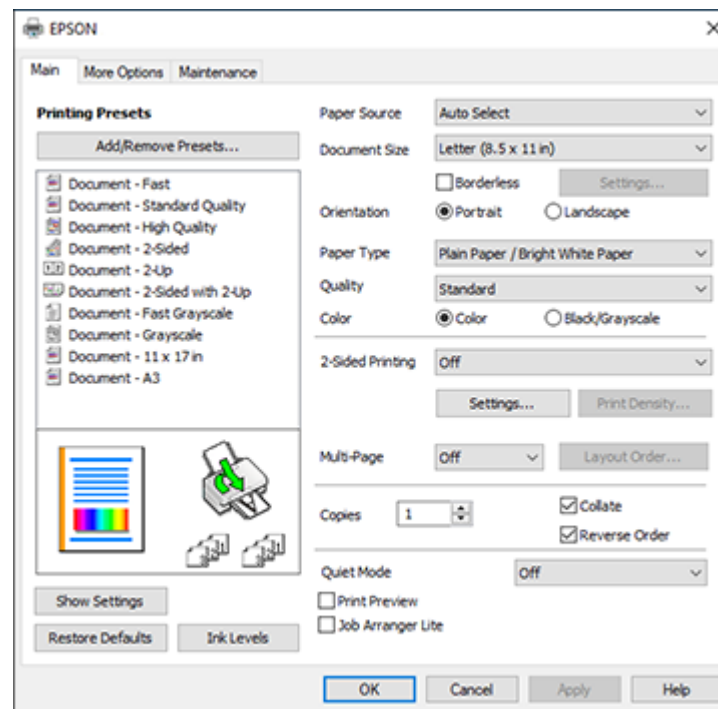 EPSON
Main More Options Maintenance
Printing Presets
Add/Remove Presets...
Document - Fast
Document - Standard Quality
Document - High Quality
Document - 2-Sided
Document - 2-Up
Document - 2-Sided with 2-Up
Document - Fast Grayscale
Document - Grayscale
Document - 11 x 17 in
Document - A3
Show Settings
Restore Defaults Ink Levels
Paper Source Auto Select
Document Size Letter (8.5 x 11 in)
Borderless Settings...
Orientation Portrait Landscape
Paper Type Plain Paper / Bright White Paper
Quality Standard
Color Color Black/Grayscale
2-Sided Printing Off
Settings... Print Density...
Multi-Page Off Layout Order...
Copies 1 Collate
Reverse Order
Quiet Mode Off
Print Preview
Job Arranger Lite
OK Cancel Apply Help